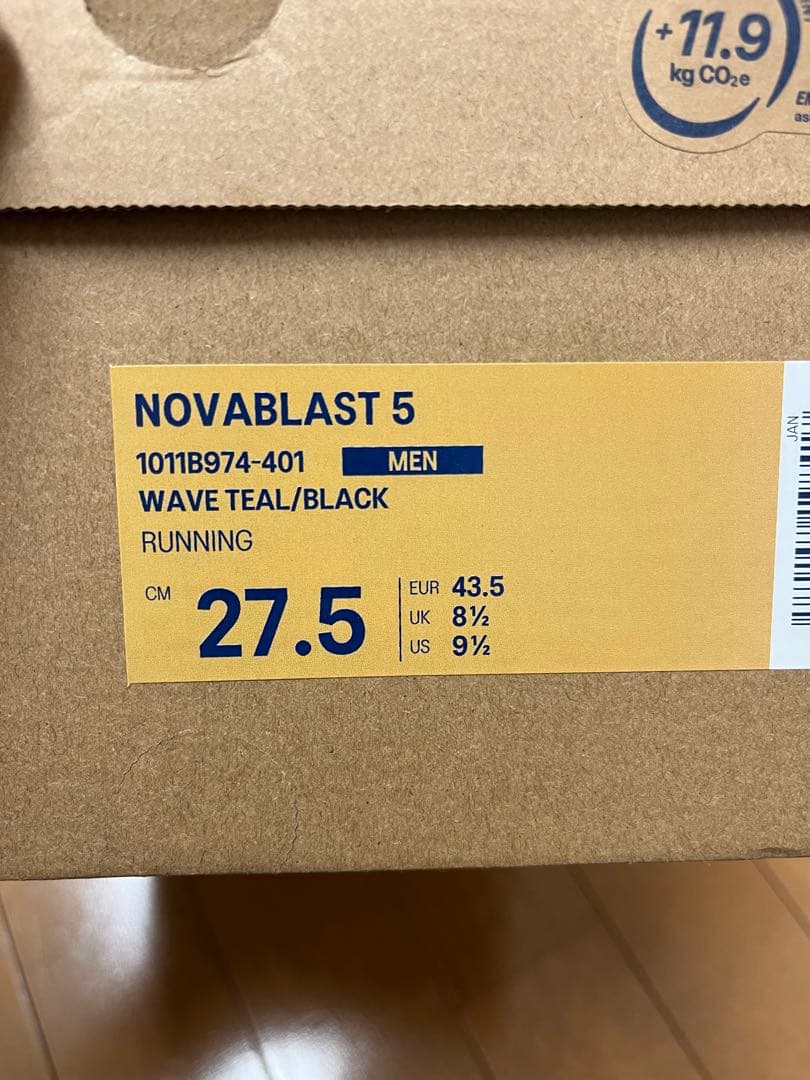 +11.9
kg CO₂e
NOVABLAST 5
1011B974-401 MEN
WAVE TEAL/BLACK
RUNNING
CM 27.5
EUR 43.5
UK 8½
US 9½
JAN